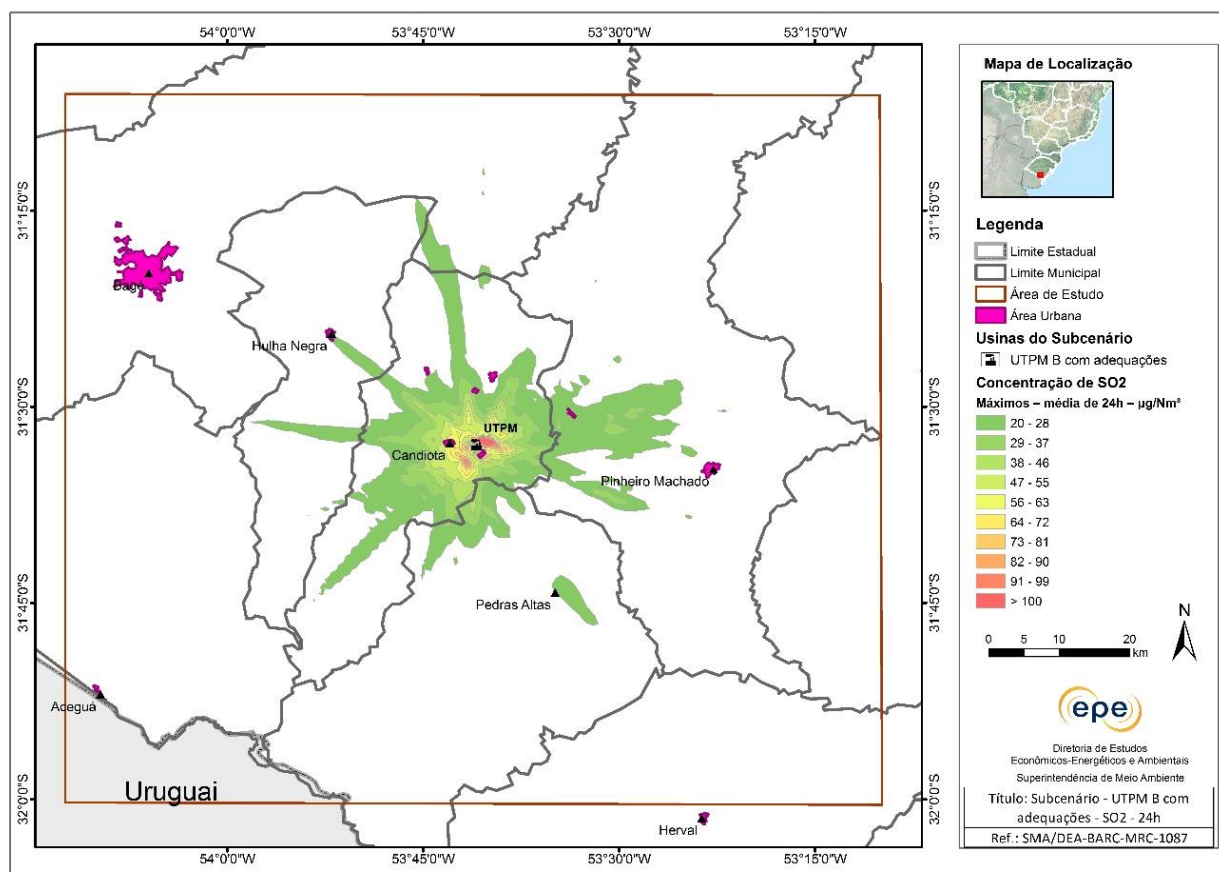 54°0'0"W
53°45'0"W
53°30'0"W
53°15'0"W
31°15'0"S
31°30'0"S
31°45'0"S
32°0'0"S
Bagé
Hulha Negra
UTPM
Candiota
Pinheiro Machado
Pedras Altas
Aceguá
Uruguai
Herval
31°15'0"S
31°30'0"S
31°45'0"S
32°0'0"S
54°0'0"W
53°45'0"W
53°30'0"W
53°15'0"W
Mapa de Localização
Legenda
Limite Estadual
Limite Municipal
Área de Estudo
Área Urbana
Usinas do Subcenário
UTPM B com adequações
Concentração de SO2
Máximos – média de 24h – µg/Nm³
20 - 28
29 - 37
38 - 46
47 - 55
56 - 63
64 - 72
73 - 81
82 - 90
91 - 99
> 100
N
0 5 10 20
km
epe
Diretoria de Estudos
Econômicos-Energéticos e Ambientais
Superintendência de Meio Ambiente
Título: Subcenário - UTPM B com
adequações - SO2 - 24h
Ref.: SMA/DEA-BARC-MRC-1087